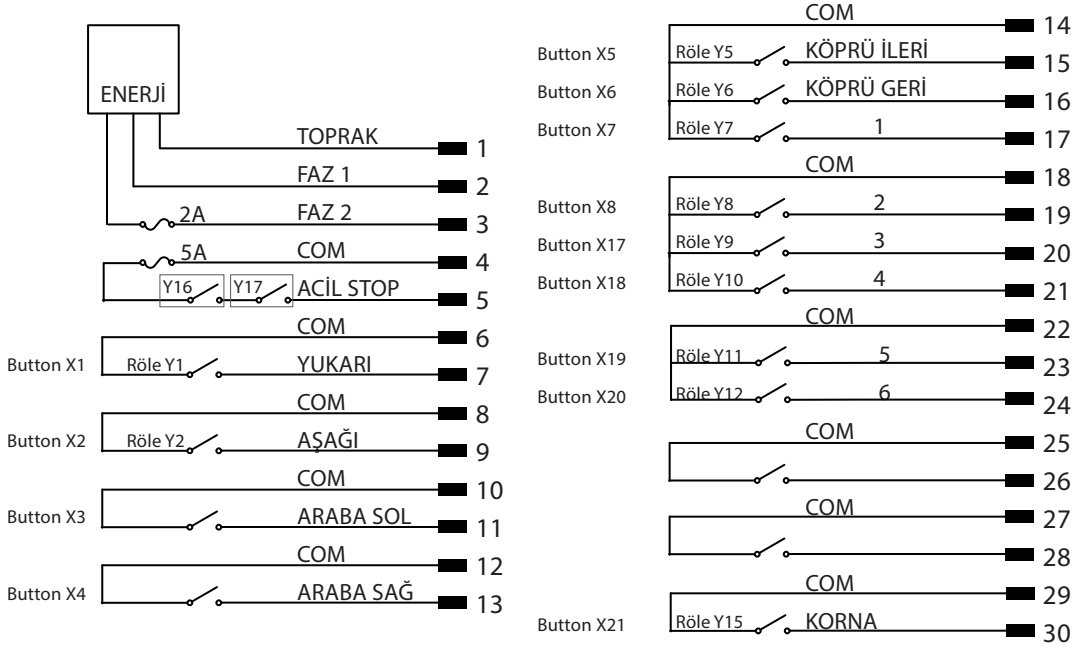 ENERJİ
TOPRAK 1
FAZ 1 2
2A FAZ 2 3
5A COM 4
Y16 Y17 ACİL STOP 5
COM 6
Button X1 Röle Y1 YUKARI 7
COM 8
Button X2 Röle Y2 AŞAĞI 9
COM 10
Button X3 ARABA SOL 11
COM 12
Button X4 ARABA SAĞ 13
COM 14
Button X5 Röle Y5 KÖPRÜ İLERİ 15
Button X6 Röle Y6 KÖPRÜ GERİ 16
Button X7 Röle Y7 1 17
COM 18
Button X8 Röle Y8 2 19
Button X17 Röle Y9 3 20
Button X18 Röle Y10 4 21
COM 22
Button X19 Röle Y11 5 23
Button X20 Röle Y12 6 24
COM 25
26
COM 27
28
COM 29
Button X21 Röle Y15 KORNA 30